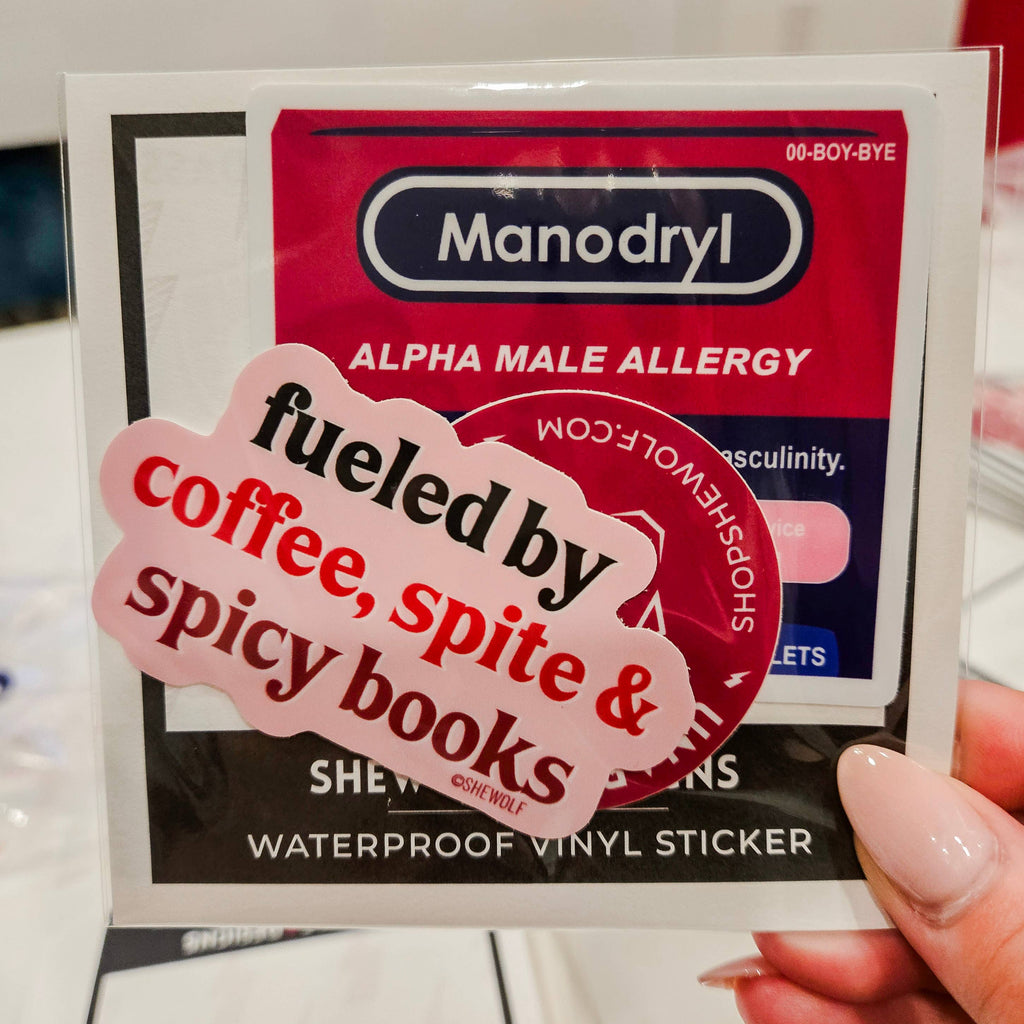 00-BOY-BYE
Manodryl
ALPHA MALE ALLERGY
asculinity.
vice
LETS
SHOPSHEWOLF.COM
fueled by
coffee, spite &
spicy books
©SHEWOLF
WATERPROOF VINYL STICKER